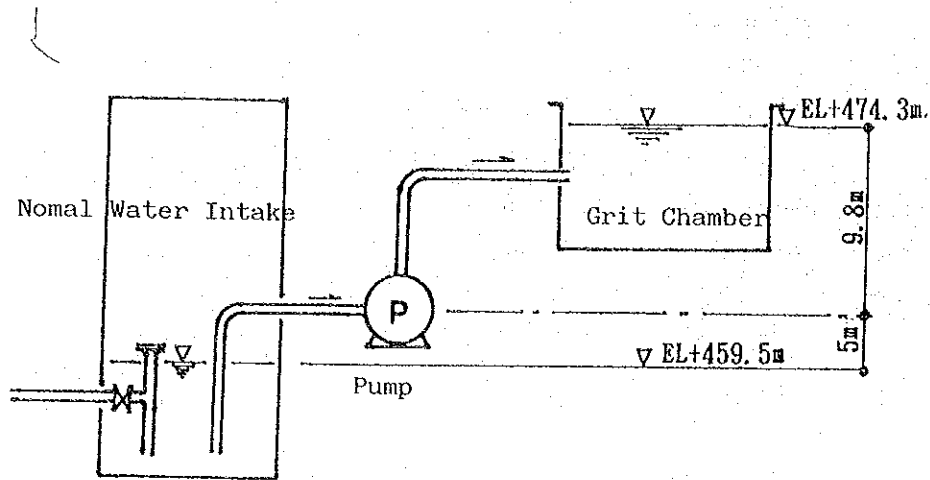 EL+474.3m.
Nomal Water Intake
Grit Chamber
9.8m
P
5m
EL+459.5m
Pump